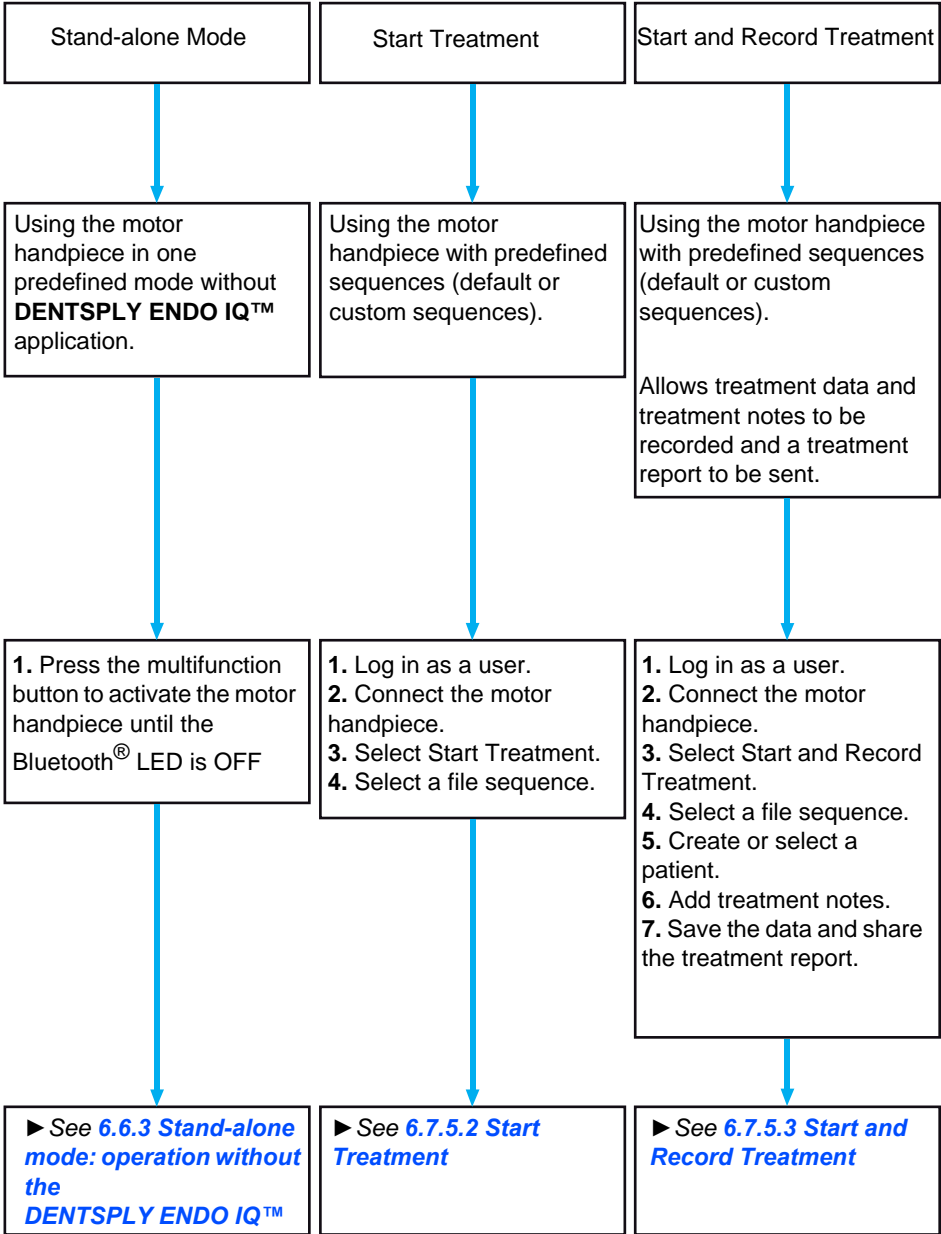 Stand-alone Mode
Start Treatment
Start and Record Treatment
Using the motor
handpiece in one
predefined mode without
DENTSPLY ENDO IQ™
application.
Using the motor
handpiece with predefined
sequences (default or
custom sequences).
Using the motor handpiece
with predefined sequences
(default or custom
sequences).
Allows treatment data and
treatment notes to be
recorded and a treatment
report to be sent.
1. Press the multifunction
button to activate the motor
handpiece until the
Bluetooth® LED is OFF
1. Log in as a user.
2. Connect the motor
handpiece.
3. Select Start Treatment.
4. Select a file sequence.
1. Log in as a user.
2. Connect the motor
handpiece.
3. Select Start and Record
Treatment.
4. Select a file sequence.
5. Create or select a
patient.
6. Add treatment notes.
7. Save the data and share
the treatment report.
►See 6.6.3 Stand-alone
mode: operation without
the
DENTSPLY ENDO IQ™
►See 6.7.5.2 Start
Treatment
►See 6.7.5.3 Start and
Record Treatment